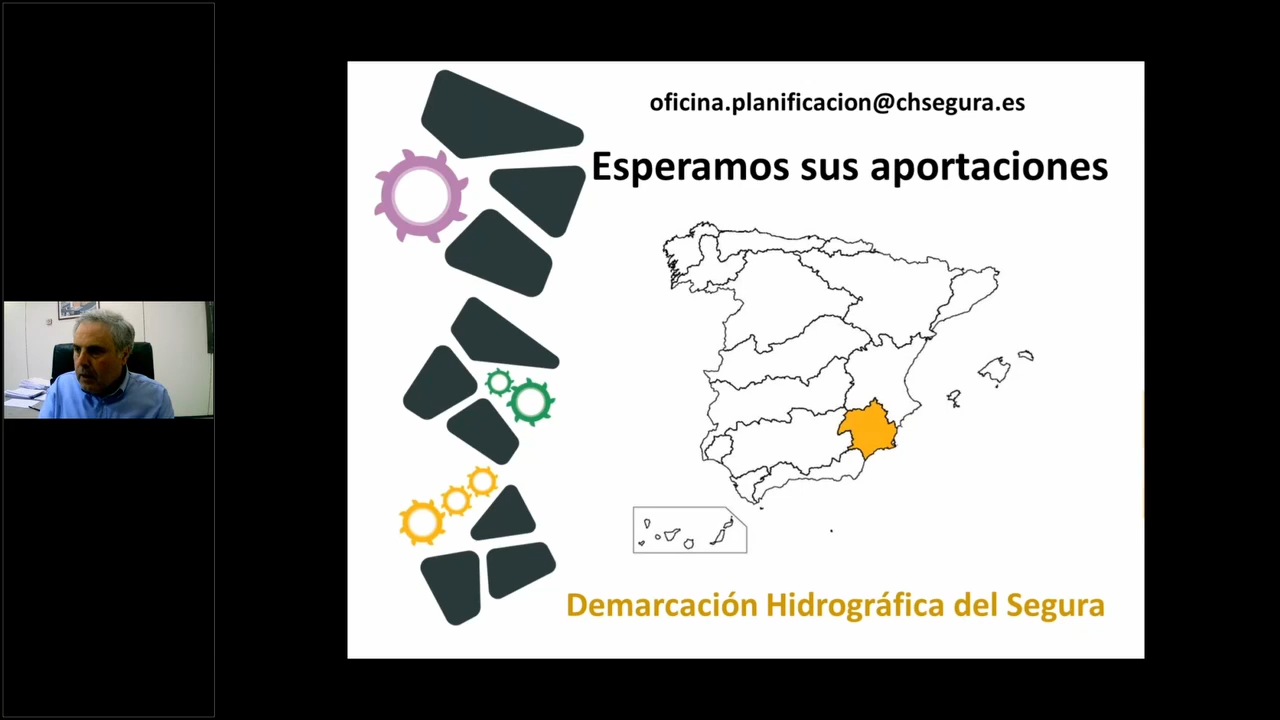 oficina.planificacion@chsegura.es
Esperamos sus aportaciones
Demarcación Hidrográfica del Segura